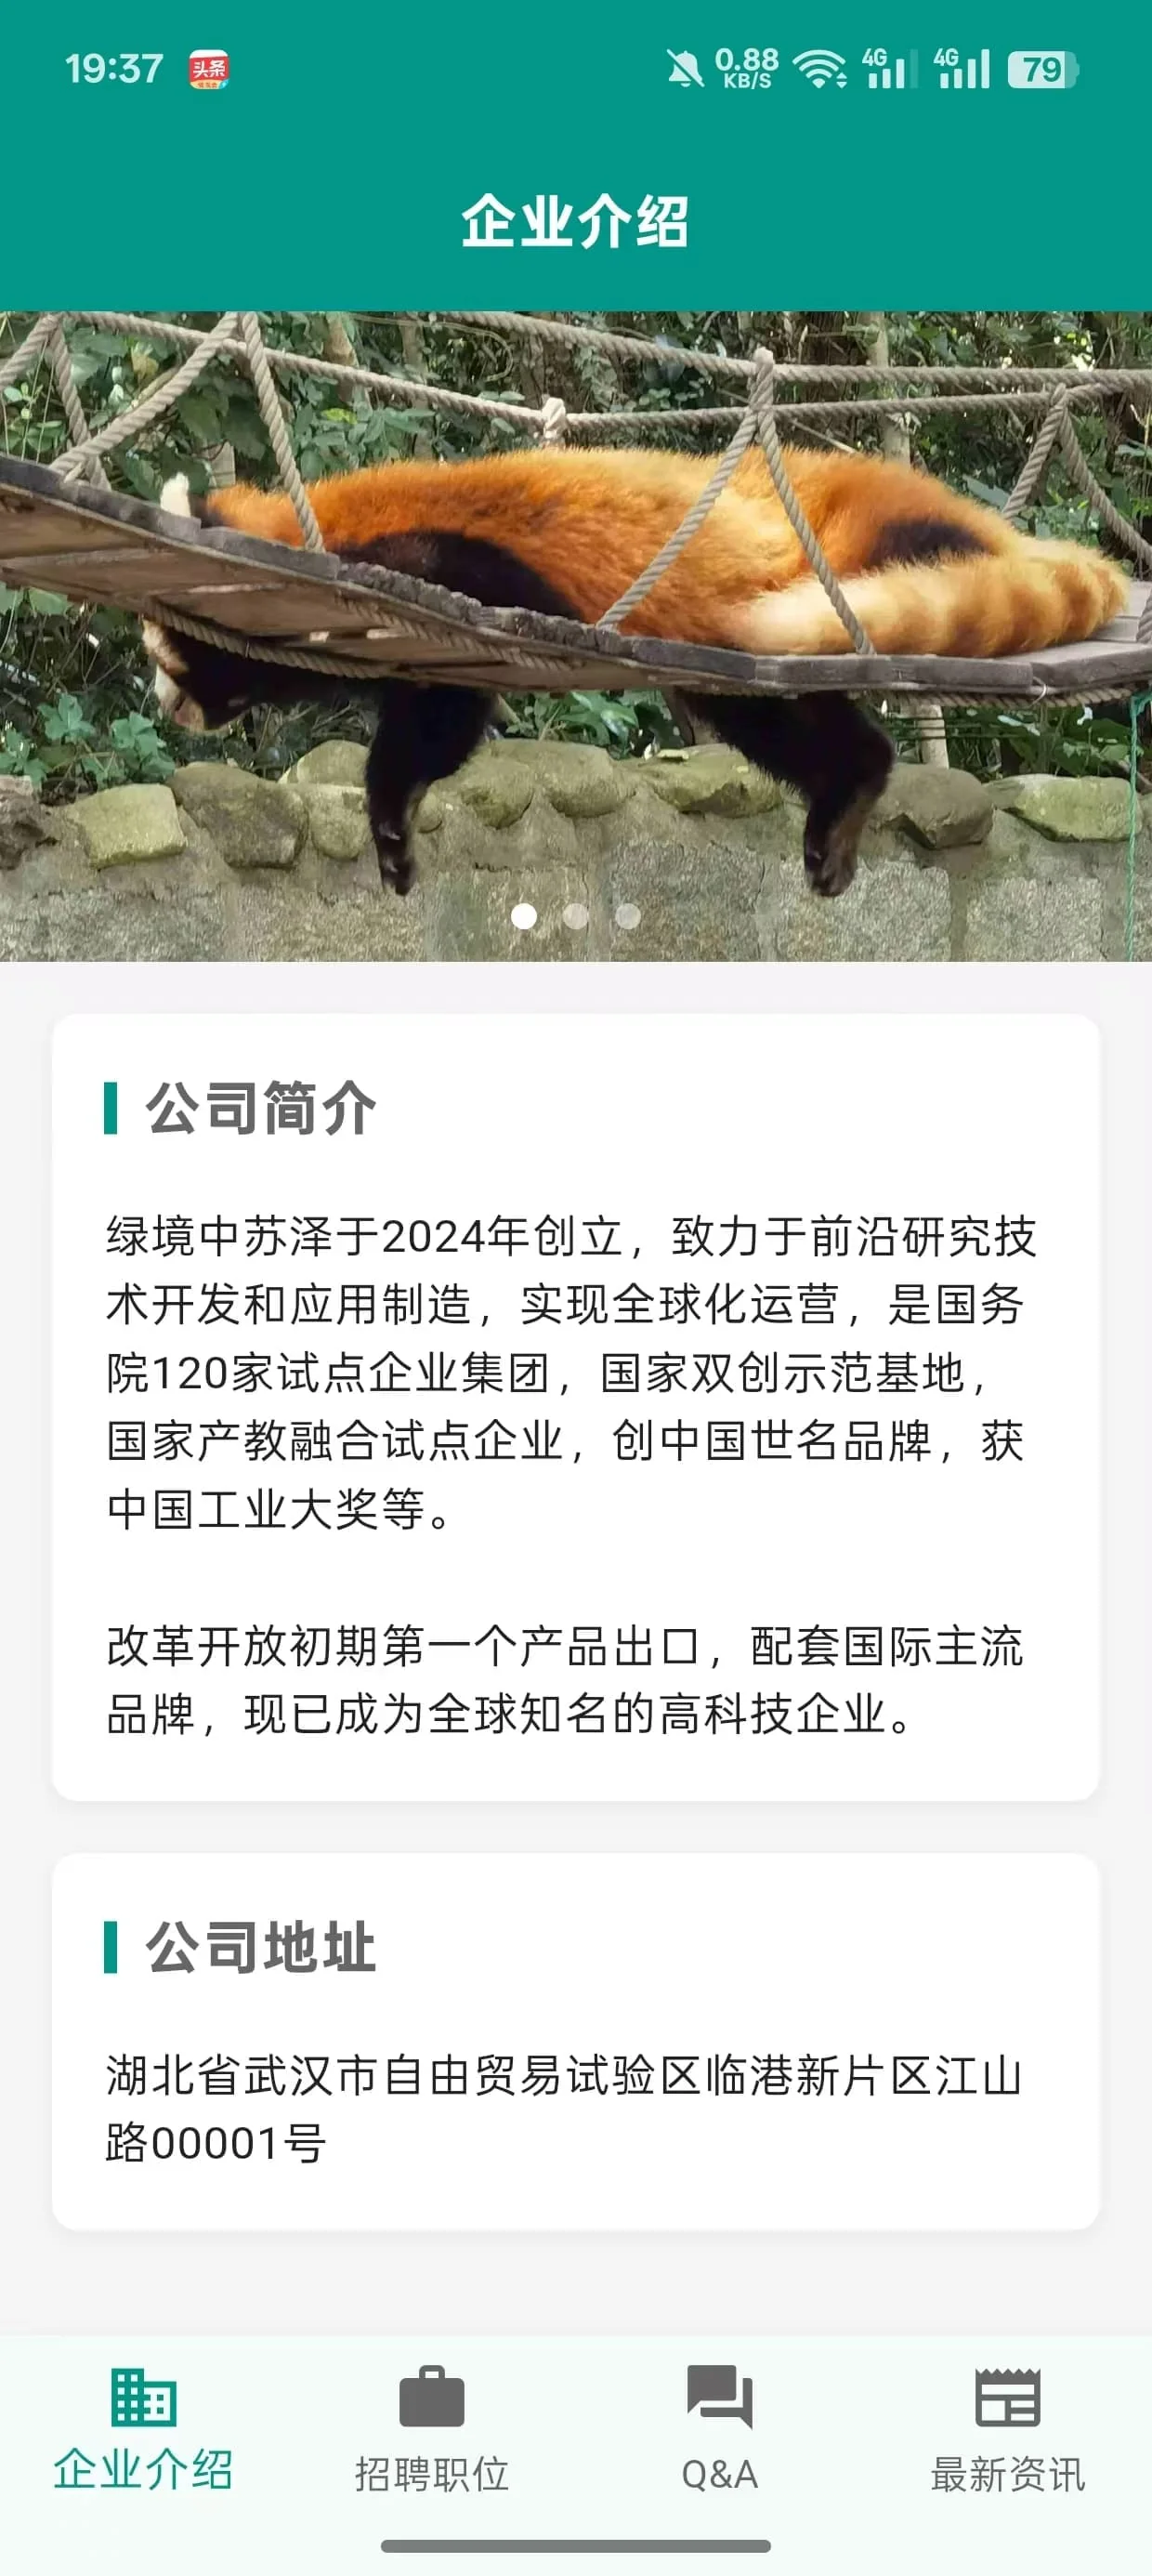 19:37
头条
0.88
KB/S
4G
4G
79
企业介绍
公司简介
绿境中苏泽于2024年创立，致力于前沿研究技
术开发和应用制造，实现全球化运营，是国务
院120家试点企业集团，国家双创示范基地，
国家产教融合试点企业，创中国世名品牌，获
中国工业大奖等。
改革开放初期第一个产品出口，配套国际主流
品牌，现已成为全球知名的高科技企业。
公司地址
湖北省武汉市自由贸易试验区临港新片区江山
路00001号
企业介绍
招聘职位
Q&A
最新资讯